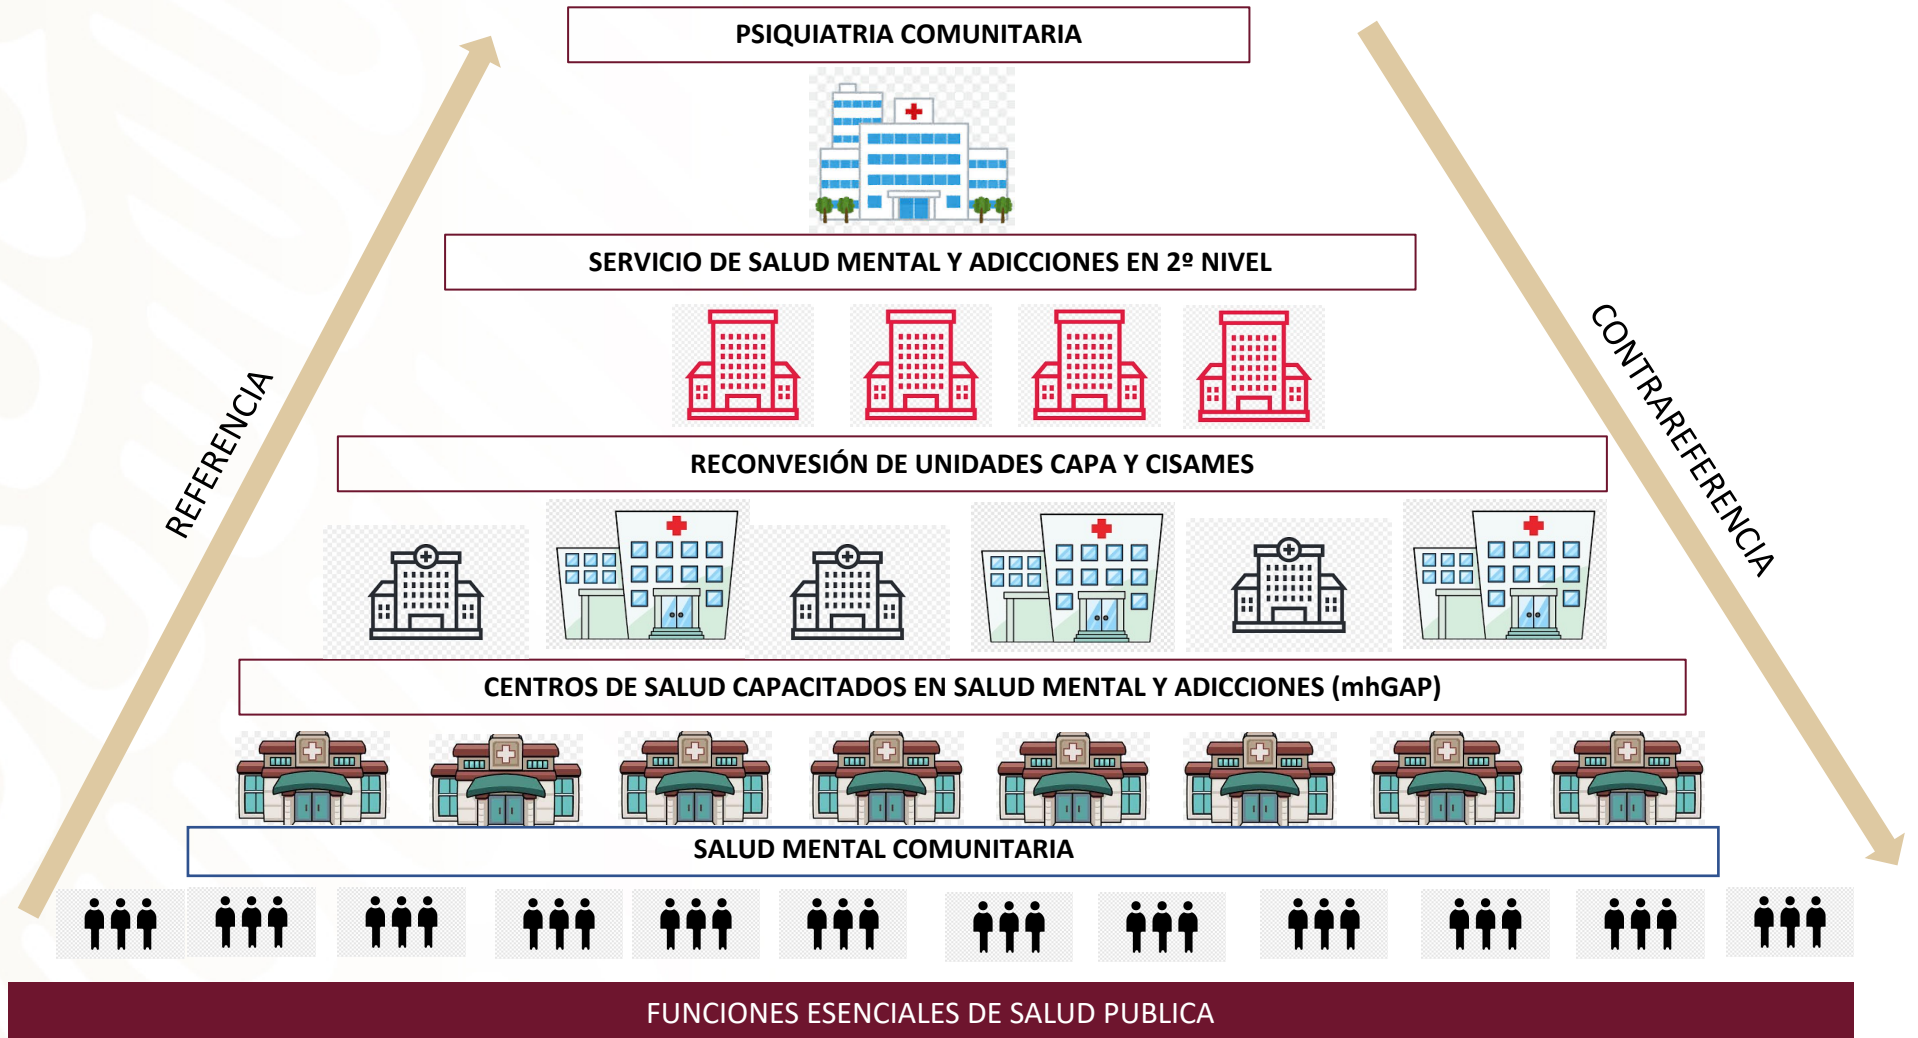 PSIQUIATRIA COMUNITARIA
SERVICIO DE SALUD MENTAL Y ADICCIONES EN 2º NIVEL
REFERENCIA
CONTRAREFERENCIA
RECONVESIÓN DE UNIDADES CAPA Y CISAMES
CENTROS DE SALUD CAPACITADOS EN SALUD MENTAL Y ADICCIONES (mhGAP)
SALUD MENTAL COMUNITARIA
FUNCIONES ESENCIALES DE SALUD PUBLICA